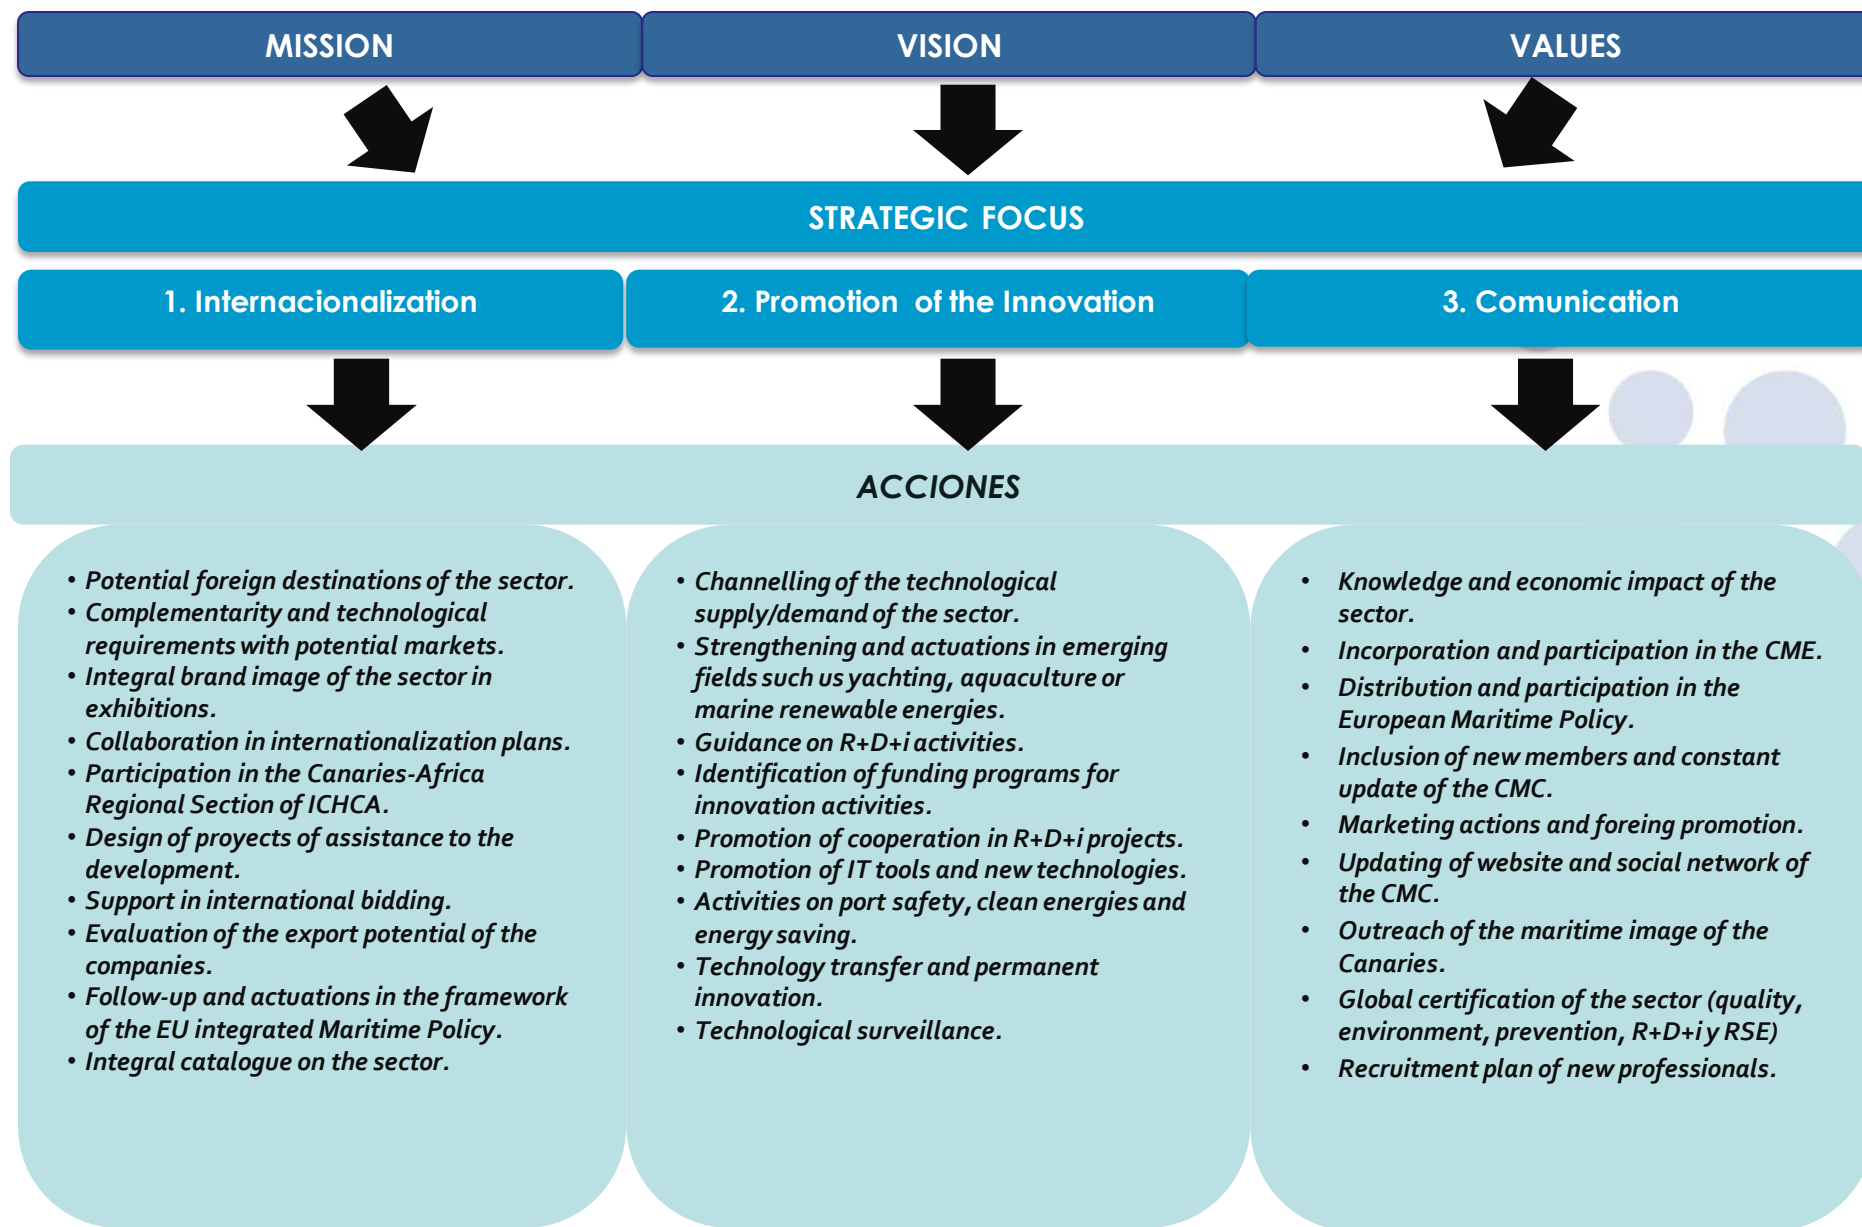 MISSION
VISION
VALUES
STRATEGIC FOCUS
1. Internacionalization
2. Promotion of the Innovation
3. Comunication
ACCIONES
• Potential foreign destinations of the sector.
• Complementarity and technological
requirements with potential markets.
• Integral brand image of the sector in
exhibitions.
• Collaboration in internationalization plans.
• Participation in the Canaries-Africa
Regional Section of ICHCA.
• Design of proyects of assistance to the
development.
• Support in international bidding.
• Evaluation of the export potential of the
companies.
• Follow-up and actuations in the framework
of the EU integrated Maritime Policy.
• Integral catalogue on the sector.
• Channelling of the technological
supply/demand of the sector.
• Strengthening and actuations in emerging
fields such us yachting, aquaculture or
marine renewable energies.
• Guidance on R+D+i activities.
• Identification of funding programs for
innovation activities.
• Promotion of cooperation in R+D+i projects.
• Promotion of IT tools and new technologies.
• Activities on port safety, clean energies and
energy saving.
• Technology transfer and permanent
innovation.
• Technological surveillance.
• Knowledge and economic impact of the
sector.
• Incorporation and participation in the CME.
• Distribution and participation in the
European Maritime Policy.
• Inclusion of new members and constant
update of the CMC.
• Marketing actions and foreing promotion.
• Updating of website and social network of
the CMC.
• Outreach of the maritime image of the
Canaries.
• Global certification of the sector (quality,
environment, prevention, R+D+i y RSE)
• Recruitment plan of new professionals.